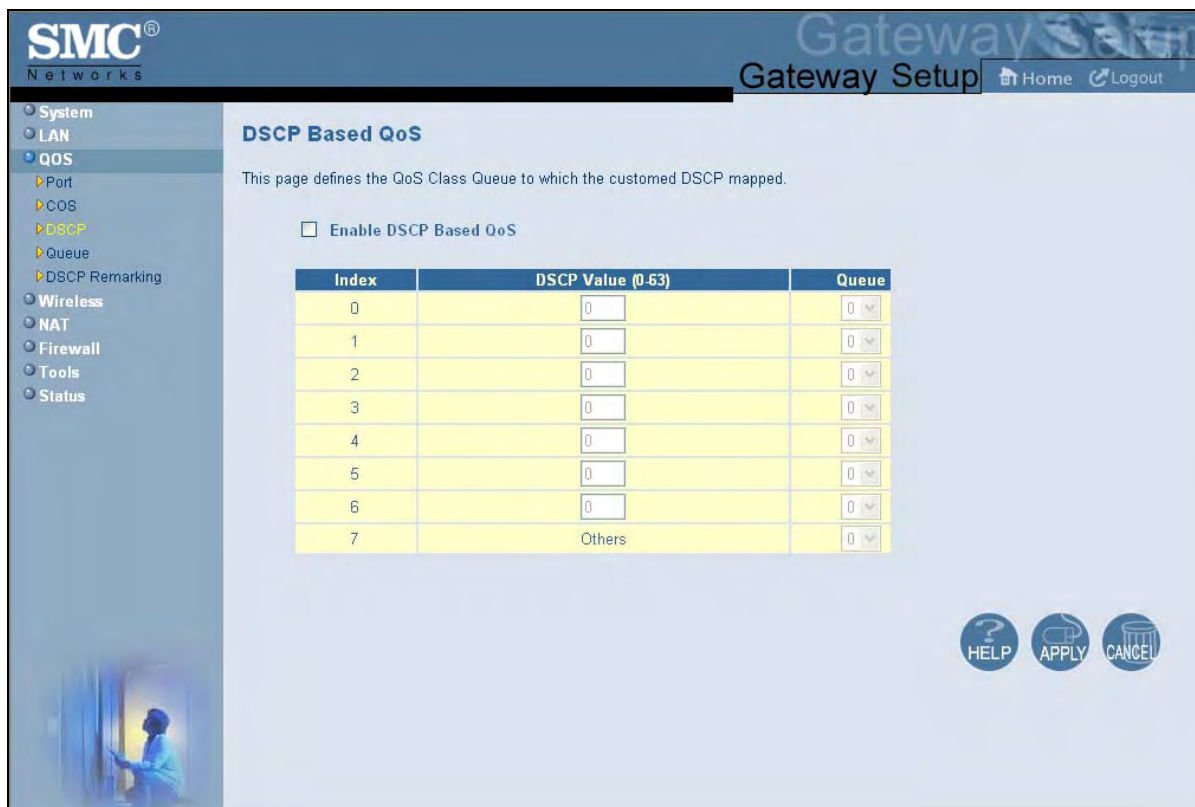 SMC®
Networks
Gateway Setup
Gateway Setup
Home
Logout
System
LAN
QOS
Port
COS
DSCP
Queue
DSCP Remarking
Wireless
NAT
Firewall
Tools
Status
DSCP Based QoS
This page defines the QoS Class Queue to which the customed DSCP mapped.
Enable DSCP Based QoS
Index DSCP Value (0-63) Queue
0 0 0
1 0 0
2 0 0
3 0 0
4 0 0
5 0 0
6 0 0
7 Others 0
HELP APPLY CANCEL